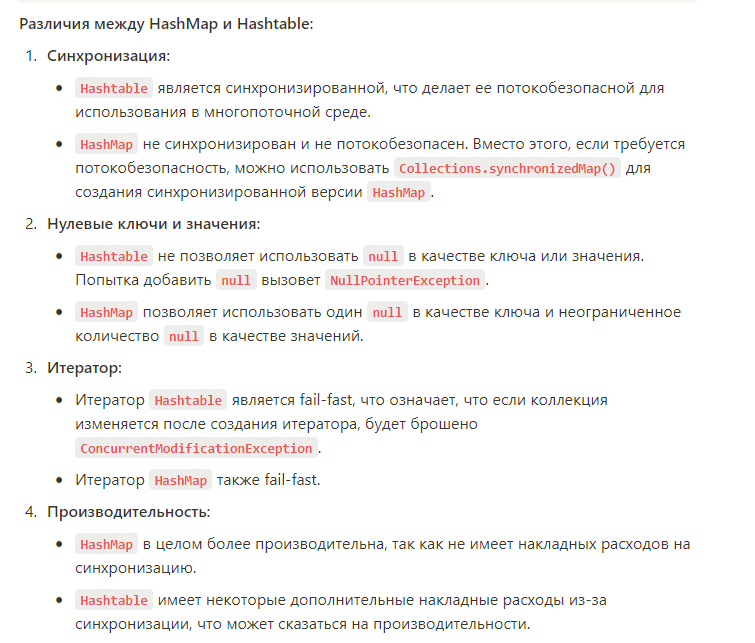 Различия между HashMap и Hashtable:
1. Синхронизация:
• Hashtable является синхронизированной, что делает ее потокобезопасной для
использования в многопоточной среде.
• HashMap не синхронизирован и не потокобезопасен. Вместо этого, если требуется
потокобезопасность, можно использовать Collections.synchronizedMap() для
создания синхронизированной версии HashMap.
2. Нулевые ключи и значения:
• Hashtable не позволяет использовать null в качестве ключа или значения.
Попытка добавить null вызовет NullPointerException.
• HashMap позволяет использовать один null в качестве ключа и неограниченное
количество null в качестве значений.
3. Итератор:
• Итератор Hashtable является fail-fast, что означает, что если коллекция
изменяется после создания итератора, будет брошено
ConcurrentModificationException.
• Итератор HashMap также fail-fast.
4. Производительность:
• HashMap в целом более производительна, так как не имеет накладных расходов на
синхронизацию.
• Hashtable имеет некоторые дополнительные накладные расходы из-за
синхронизации, что может сказаться на производительности.